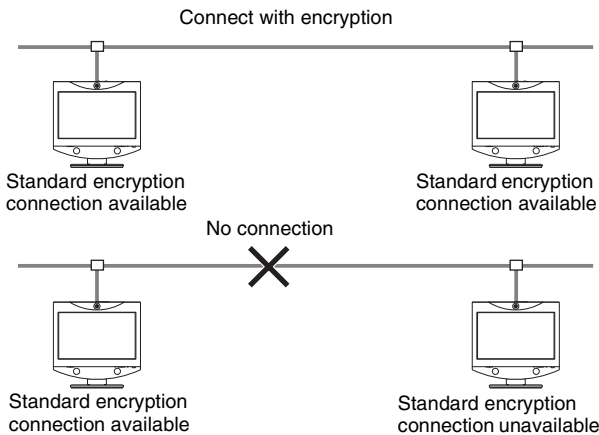 Connect with encryption
Standard encryption
connection available
Standard encryption
connection available
No connection
Standard encryption
connection available
Standard encryption
connection unavailable